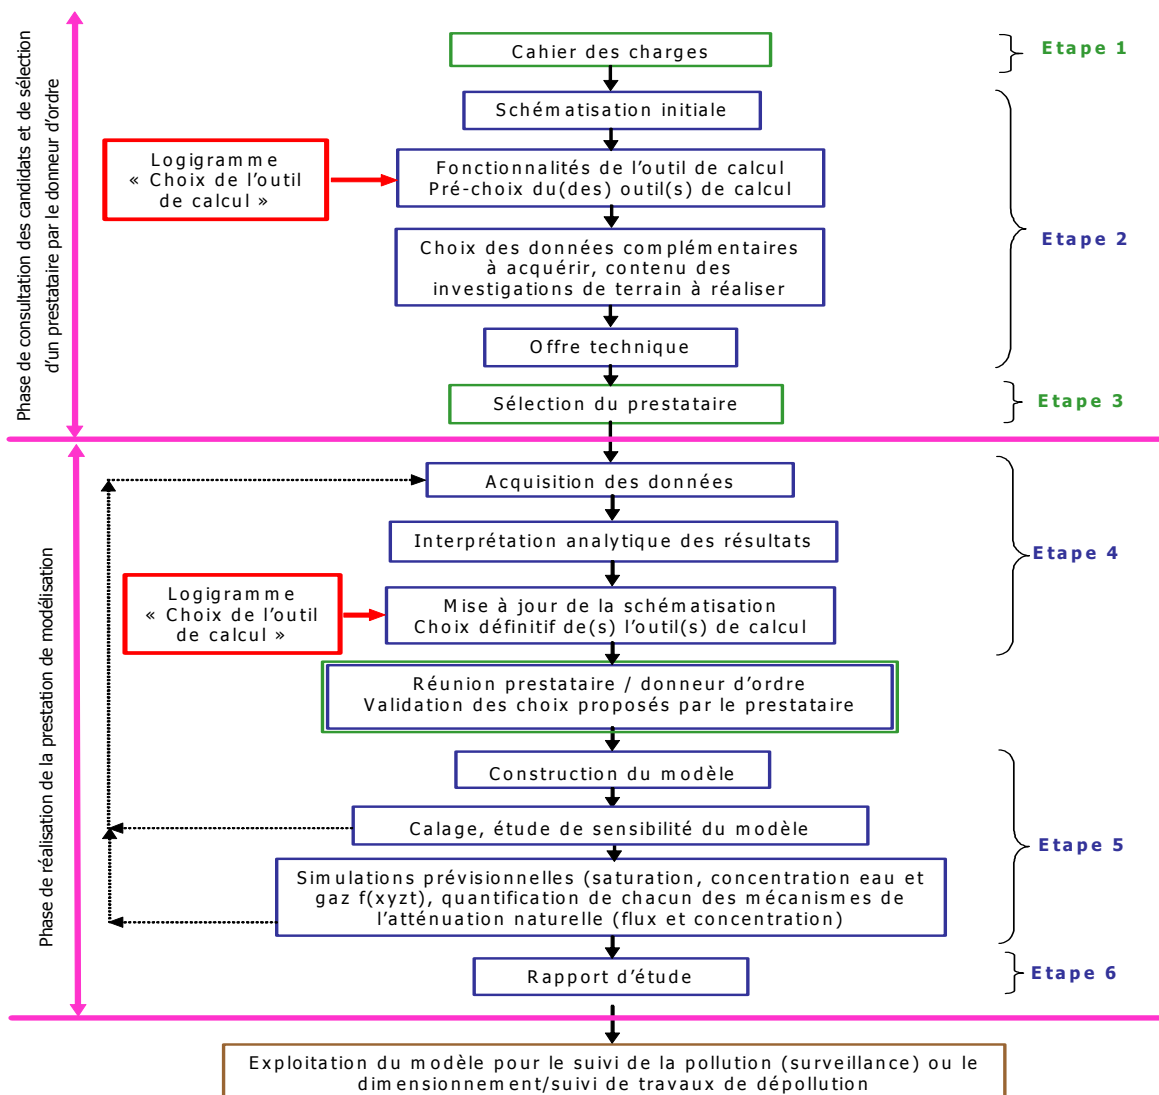 Phase de consultation des candidats et de sélection
d'un prestataire par le donneur d'ordre
Cahier des charges
Etape 1
Schématisation initiale
Logigramme
« Choix de l'outil
de calcul »
Fonctionnalités de l'outil de calcul
Pré-choix du(des) outil(s) de calcul
Choix des données complémentaires
à acquérir, contenu des
investigations de terrain à réaliser
Etape 2
Offre technique
Sélection du prestataire
Etape 3
Phase de réalisation de la prestation de modélisation
Acquisition des données
Interprétation analytique des résultats
Etape 4
Logigramme
« Choix de l'outil
de calcul »
Mise à jour de la schématisation
Choix définitif de(s) l'outil(s) de calcul
Réunion prestataire / donneur d'ordre
Validation des choix proposés par le prestataire
Construction du modèle
Calage, étude de sensibilité du modèle
Etape 5
Simulations prévisionnelles (saturation, concentration eau et
gaz f(xyzt), quantification de chacun des mécanismes de
l'atténuation naturelle (flux et concentration)
Rapport d'étude
Etape 6
Exploitation du modèle pour le suivi de la pollution (surveillance) ou le
dimensionnement/suivi de travaux de dépollution